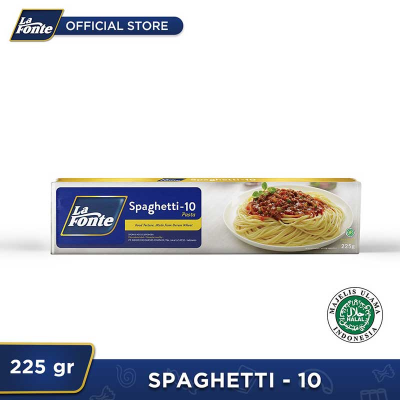 La
Fonte
OFFICIAL STORE
La
Fonte
Spaghetti-10
Pasta
225g
MAJELIS ULAMA
HALAL
INDONESIA
225 gr
SPAGHETTI - 10